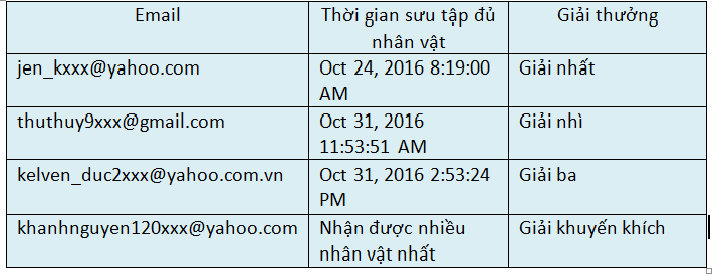 Email Thời gian sưu tập đủ Giải thưởng
nhân vật
jen_kxxx@yahoo.com Oct 24, 2016 8:19:00 Giải nhất
AM
thuthuy9xxx@gmail.com Oct 31, 2016 Giải nhì
11:53:51 AM
kelven_duc2xxx@yahoo.com.vn Oct 31, 2016 2:53:24 Giải ba
PM
khanhnguyen120xxx@yahoo.com Nhận được nhiều Giải khuyến khích
nhân vật nhất